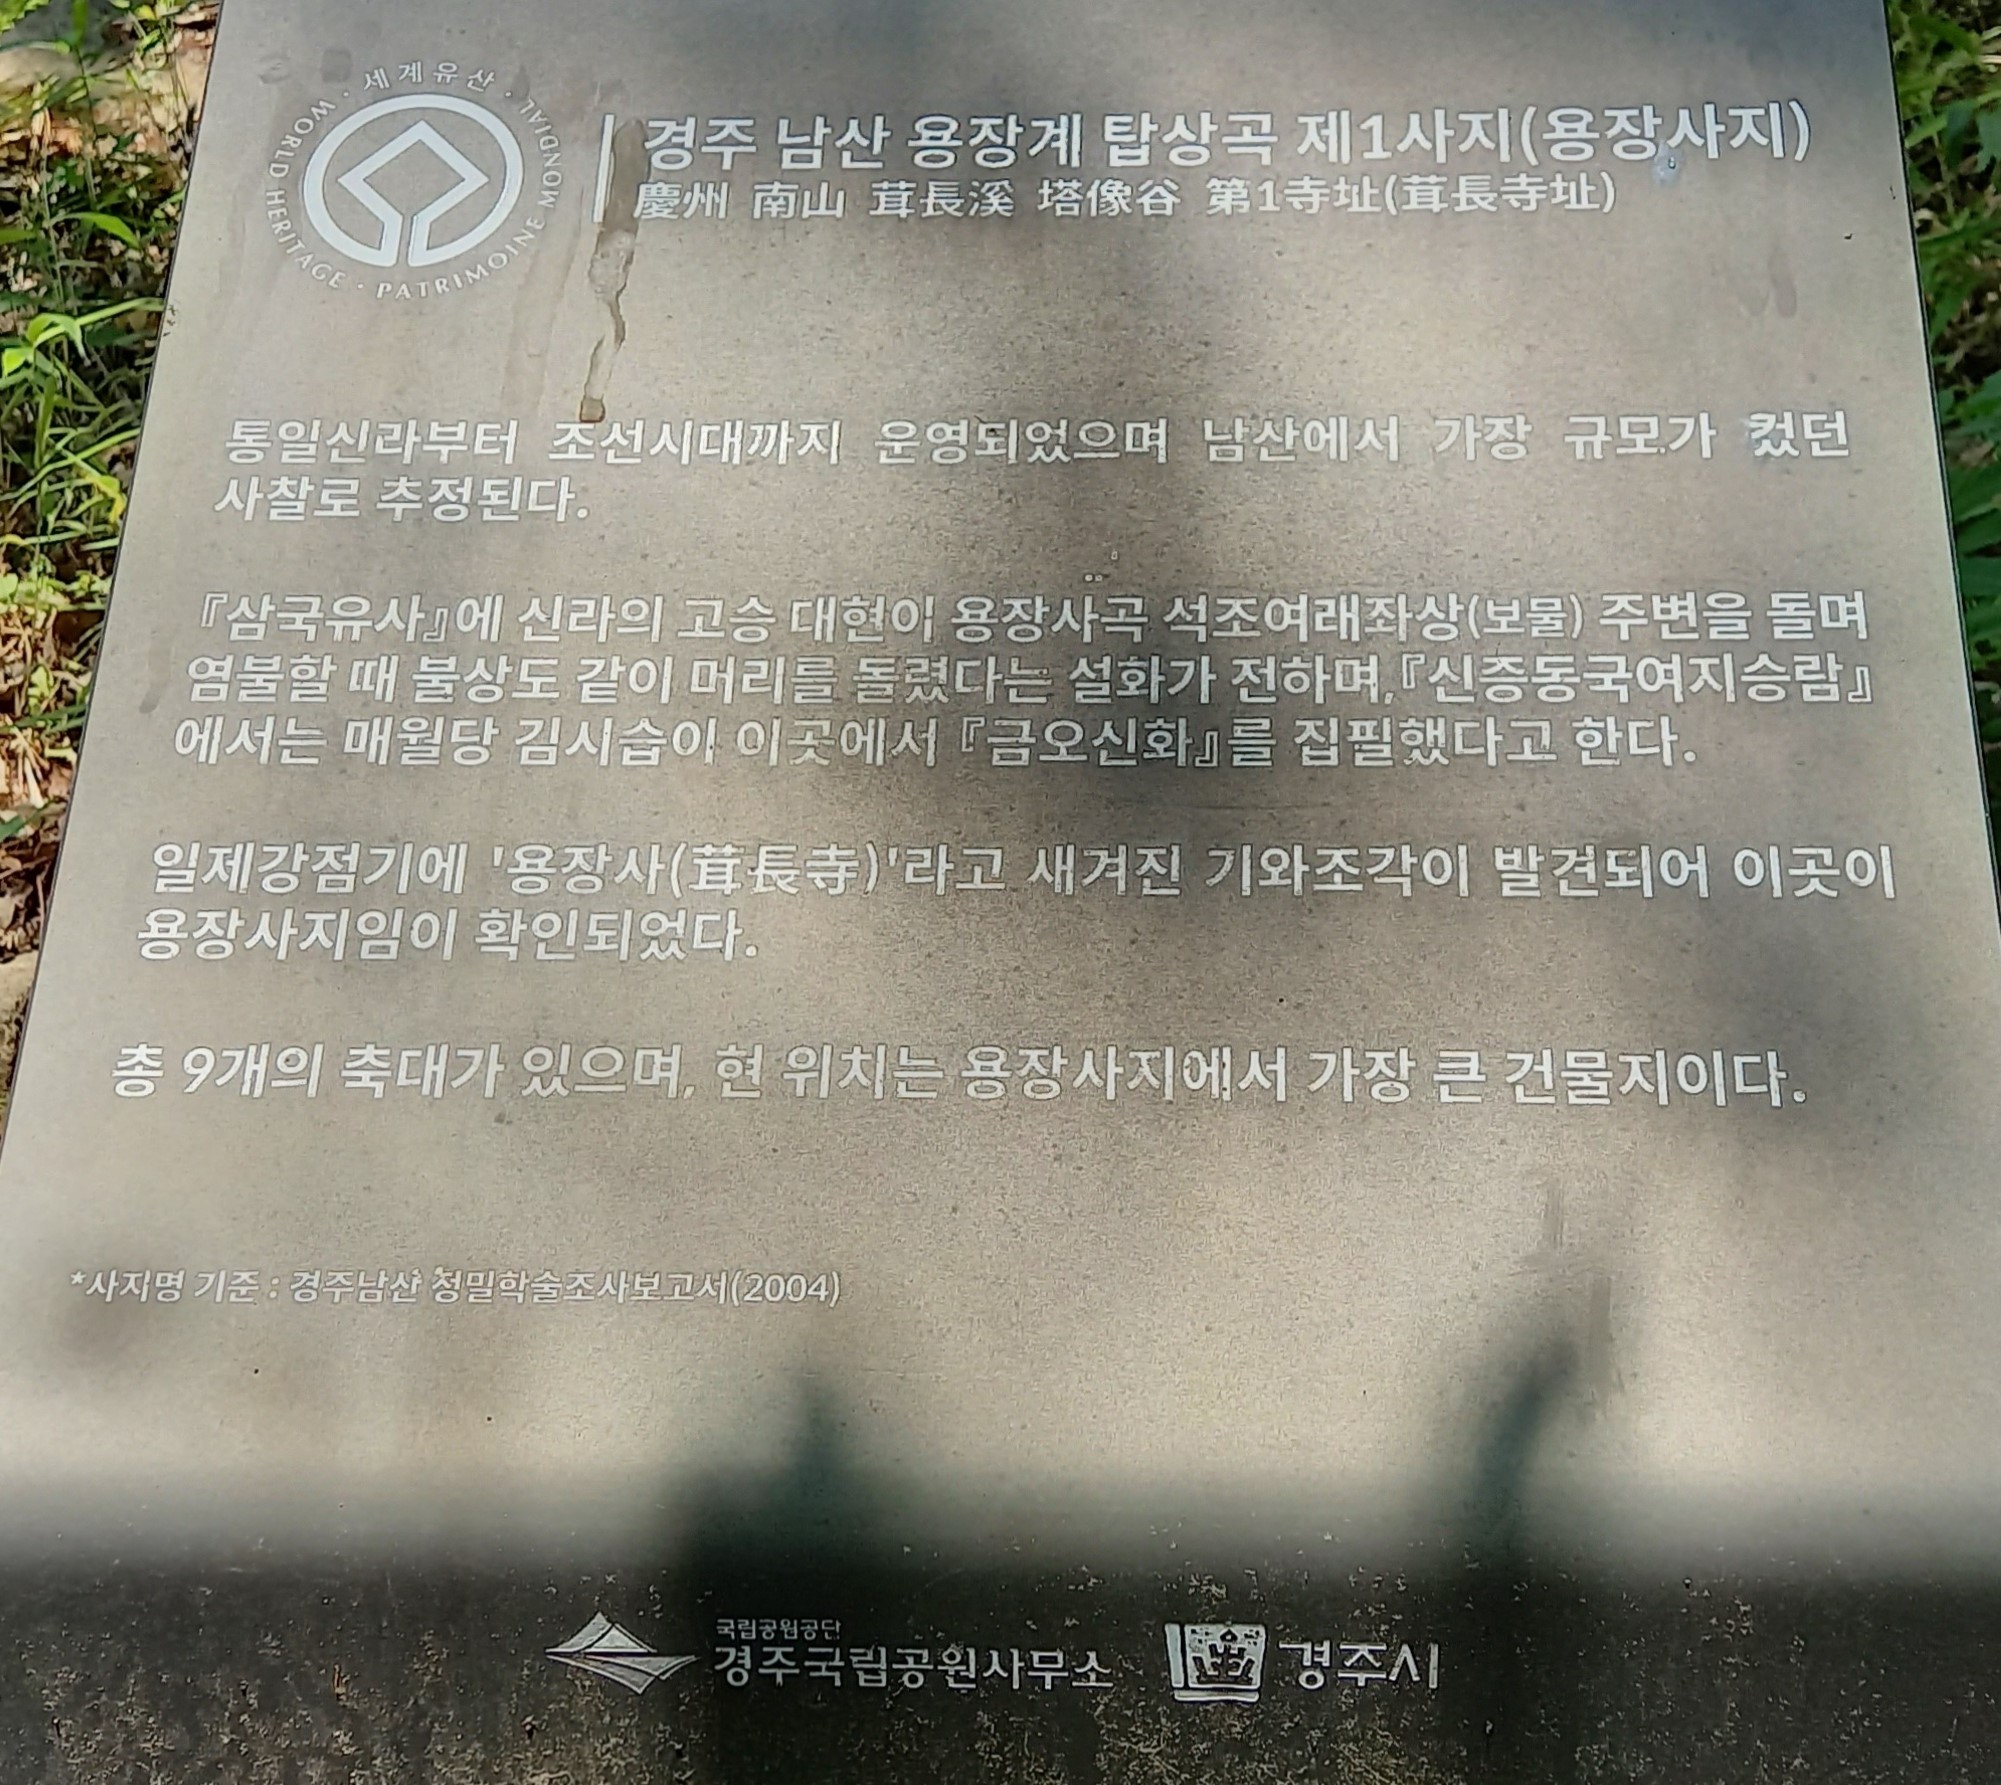 세계유산 · WORLD HERITAGE · PATRIMOINE MONDIAL ·
경주 남산 용장계 탑상곡 제1사지(용장사지)
慶州 南山 茸長溪 塔像谷 第1寺址(茸長寺址)
통일신라부터 조선시대까지 운영되었으며 남산에서 가장 규모가 컸던
사찰로 추정된다.
『삼국유사』에 신라의 고승 대현이 용장사곡 석조여래좌상(보물) 주변을 돌며
염불할 때 불상도 같이 머리를 돌렸다는 설화가 전하며,『신증동국여지승람』
에서는 매월당 김시습이 이곳에서 『금오신화』를 집필했다고 한다.
일제강점기에 '용장사(茸長寺)'라고 새겨진 기와조각이 발견되어 이곳이
용장사지임이 확인되었다.
총 9개의 축대가 있으며, 현 위치는 용장사지에서 가장 큰 건물지이다.
*사지명 기준 : 경주남산 정밀학술조사보고서(2004)
국립공원공단
경주국립공원사무소
경주시